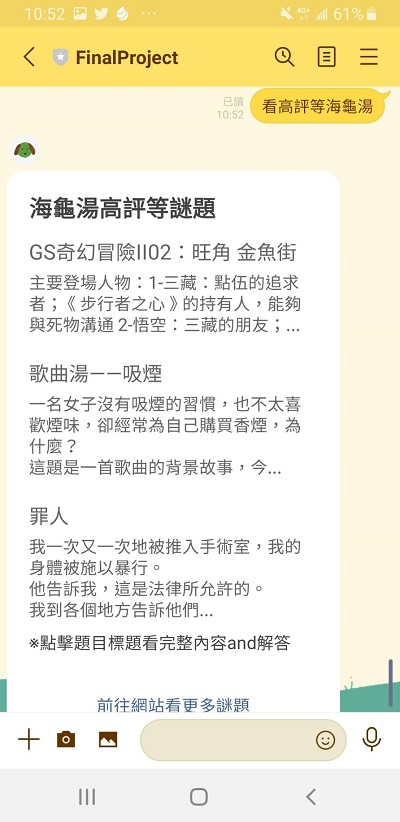 10:52
4G+
61%
FinalProject
已讀
10:52
看高評等海龜湯
海龜湯高評等謎題
GS奇幻冒險II02：旺角 金魚街
主要登場人物：1-三藏：點伍的追求
者；《 步行者之心 》的持有人，能夠
與死物溝通 2-悟空：三藏的朋友；...
歌曲湯——吸煙
一名女子沒有吸煙的習慣，也不太喜
歡煙味，卻經常為自己購買香煙，為
什麼？
這題是一首歌曲的背景故事，今...
罪人
我一次又一次地被推入手術室，我的
身體被施以暴行。
他告訴我，這是法律所允許的。
我到各個地方告訴他們...
※點擊題目標題看完整內容and解答
前往網站看更多謎題